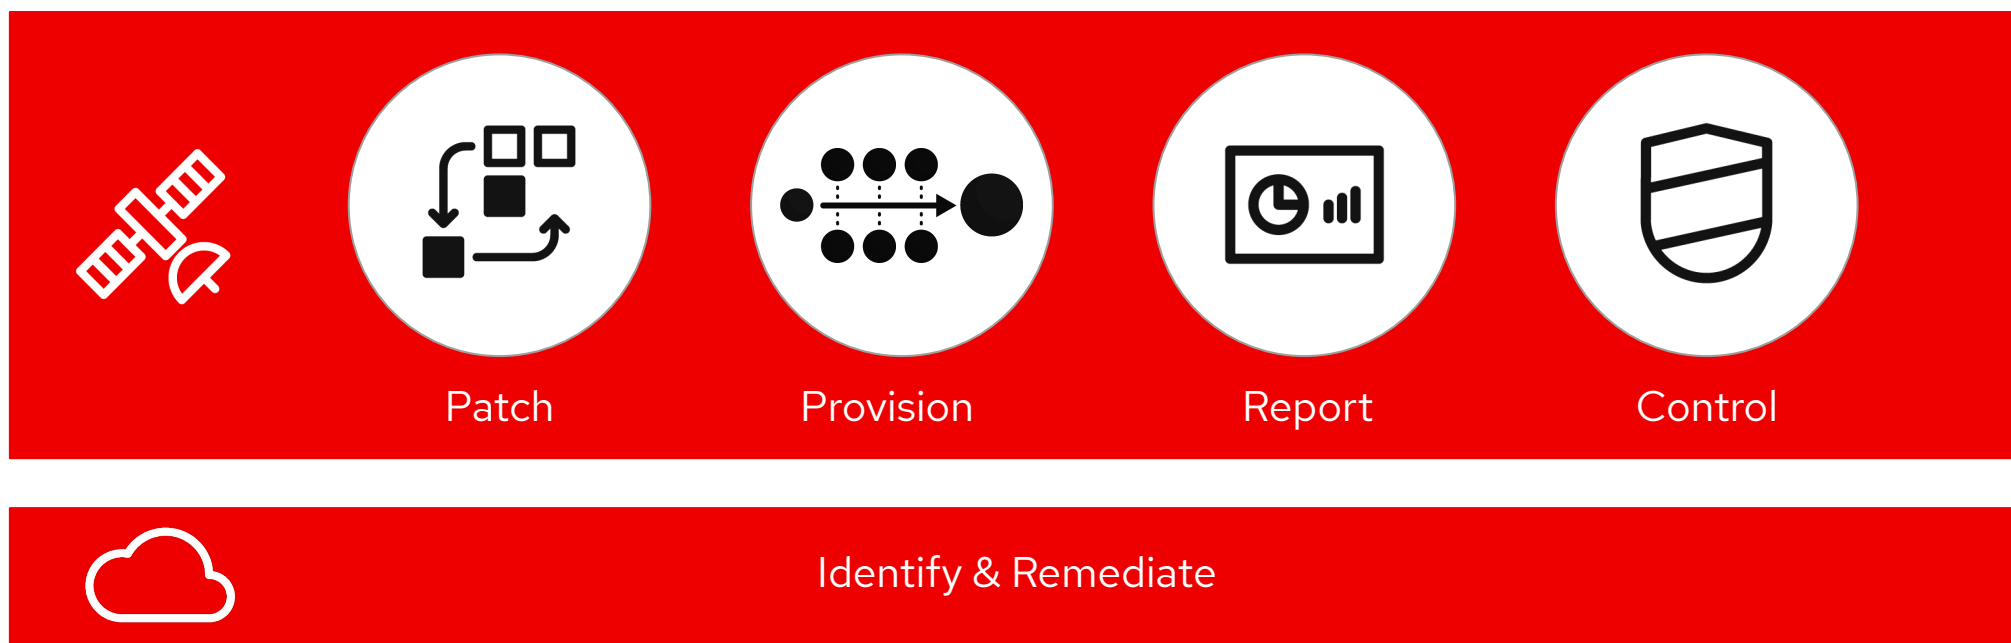 Patch
Provision
Report
Control
Identify & Remediate